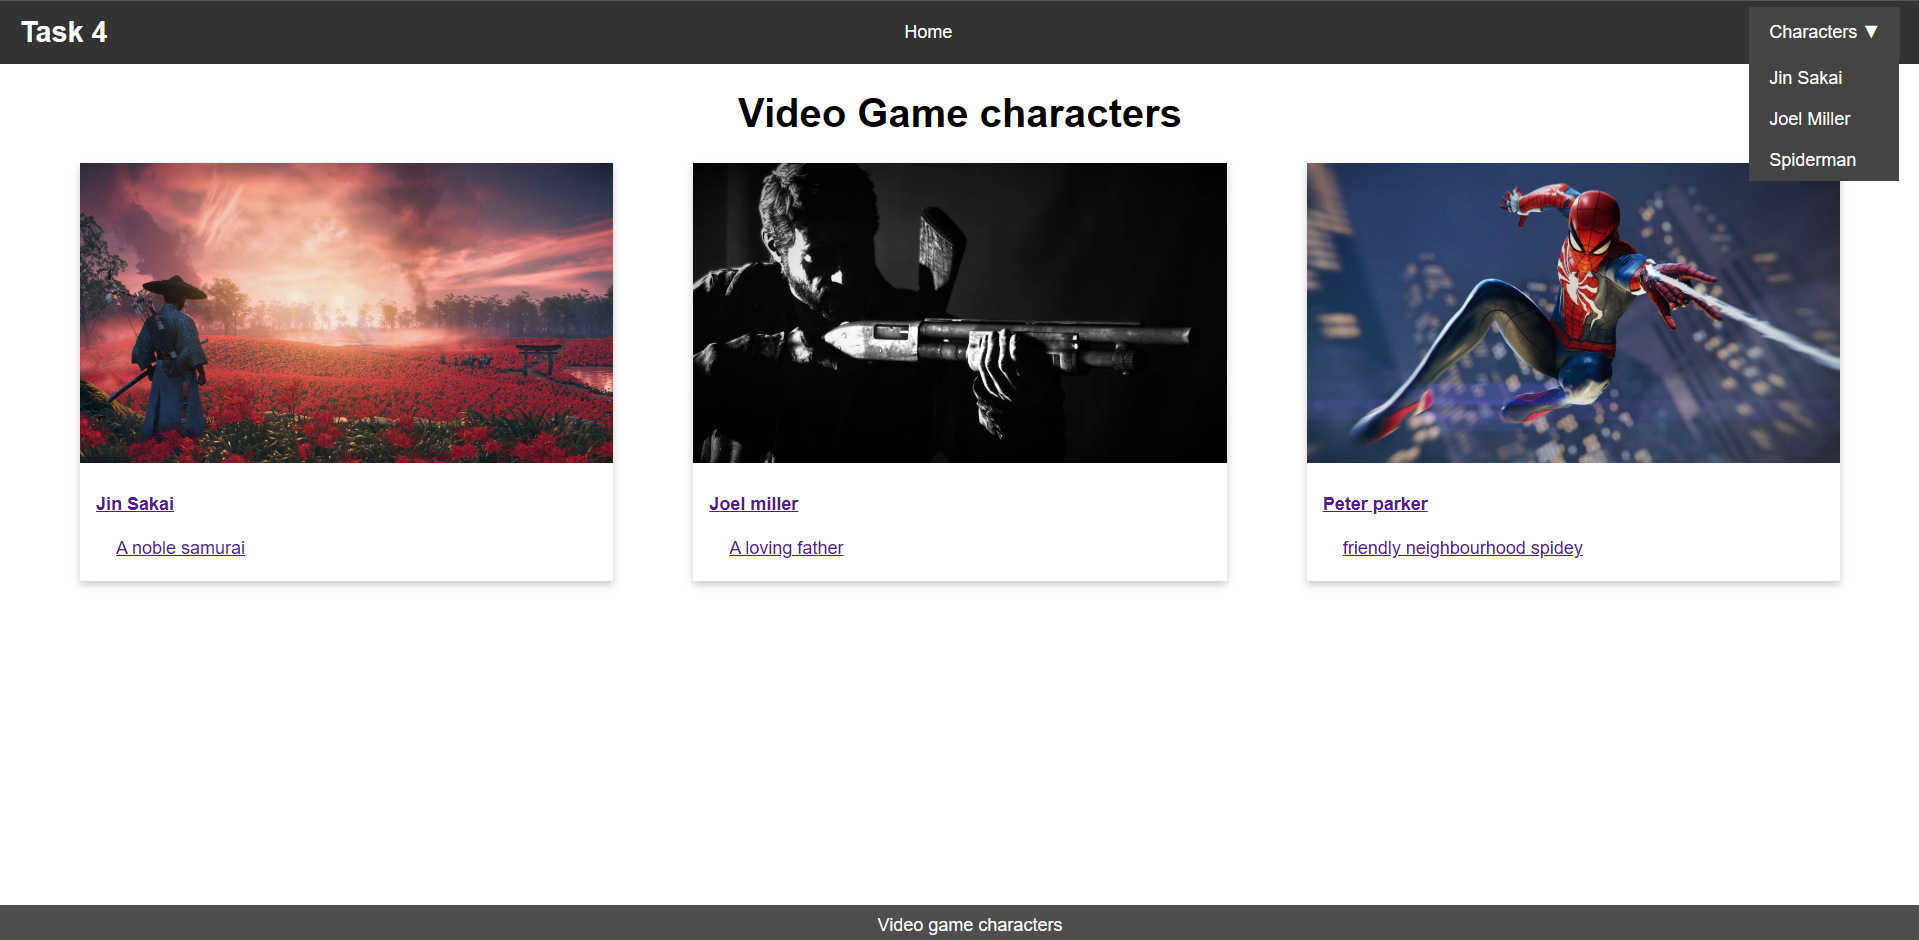 Task 4
Home
Characters ▼
Jin Sakai
Joel Miller
Spiderman
Video Game characters
Jin Sakai
A noble samurai
Joel miller
A loving father
Peter parker
friendly neighbourhood spidey
Video game characters